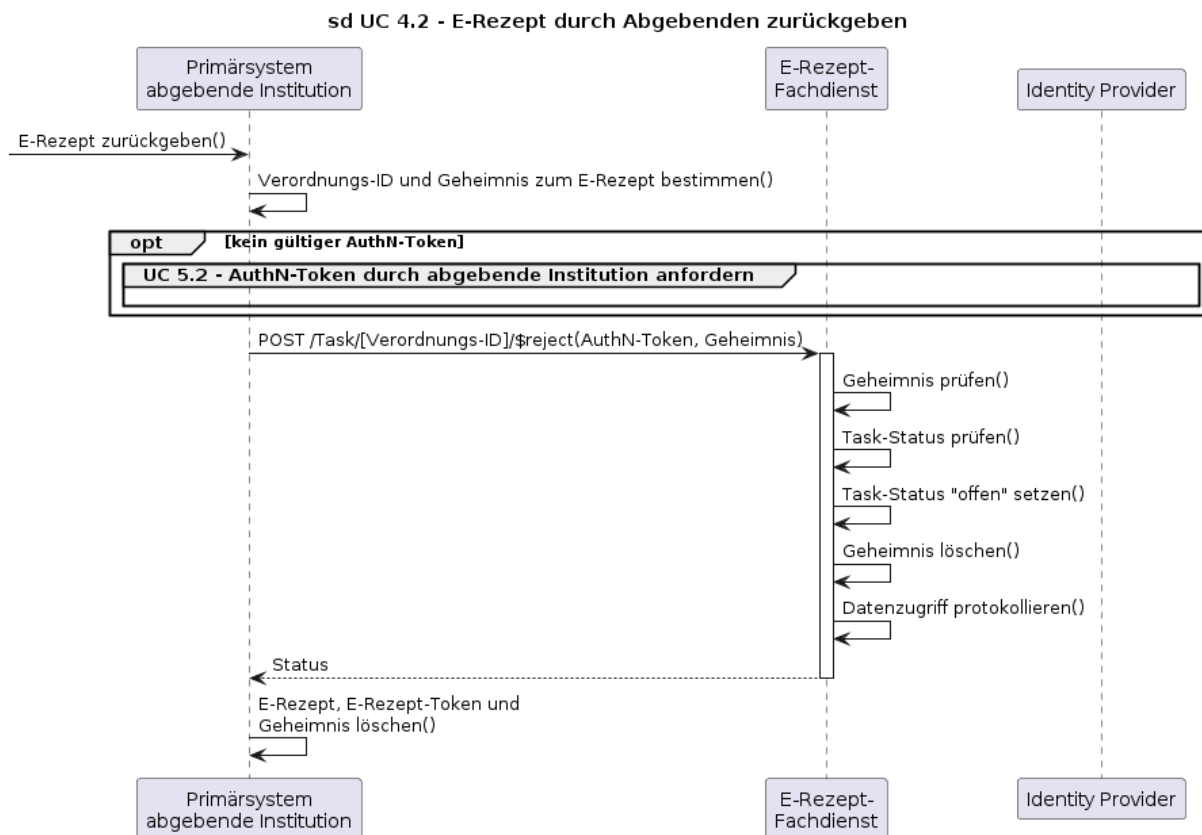 sd UC 4.2 - E-Rezept durch Abgebenden zurückgeben
Primärsystem
abgebende Institution
E-Rezept-
Fachdienst
Identity Provider
E-Rezept zurückgeben()
Verordnungs-ID und Geheimnis zum E-Rezept bestimmen()
opt [kein gültiger AuthN-Token]
UC 5.2 - AuthN-Token durch abgebende Institution anfordern
POST /Task/[Verordnungs-ID]/$reject(AuthN-Token, Geheimnis)
Geheimnis prüfen()
Task-Status prüfen()
Task-Status "offen" setzen()
Geheimnis löschen()
Datenzugriff protokollieren()
Status
E-Rezept, E-Rezept-Token und
Geheimnis löschen()
Primärsystem
abgebende Institution
E-Rezept-
Fachdienst
Identity Provider